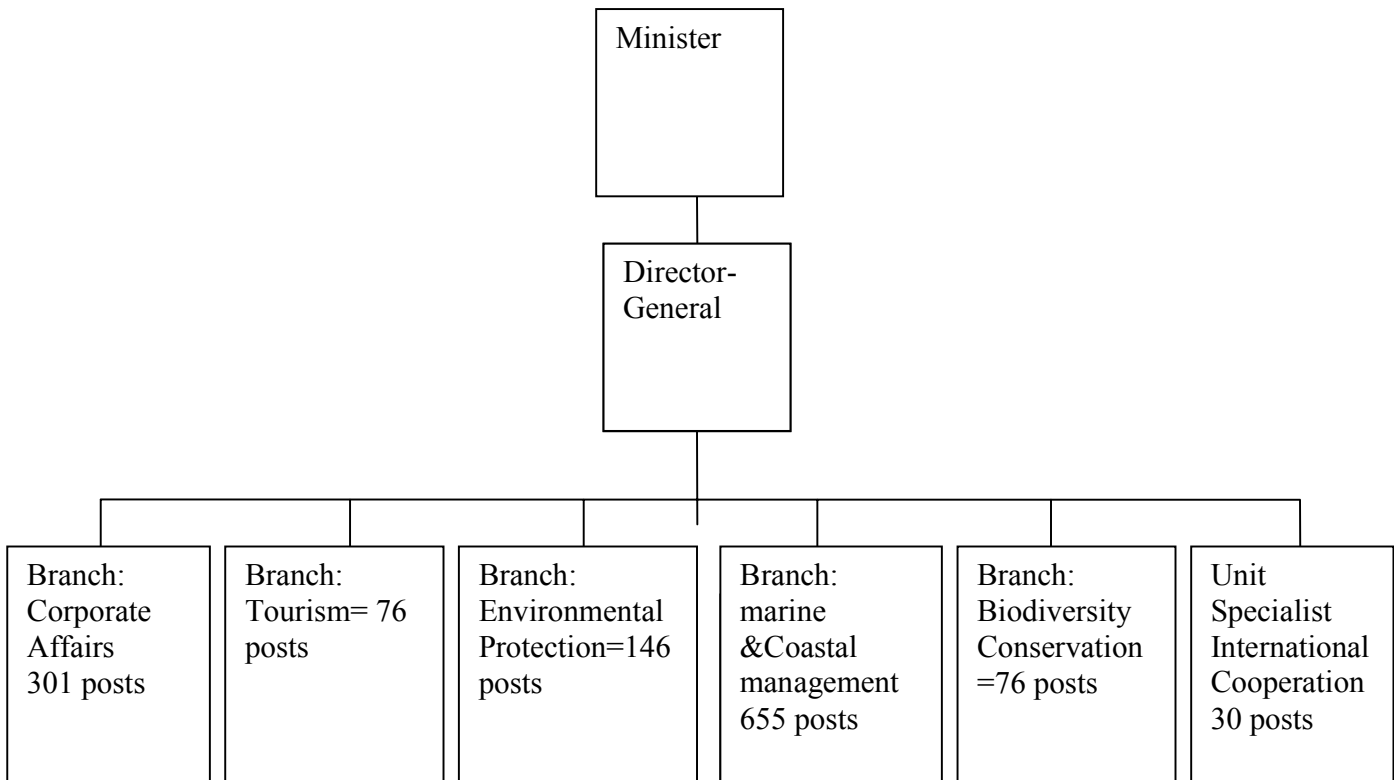 Minister
Director-
General
Branch:
Corporate
Affairs
301 posts
Branch:
Tourism= 76
posts
Branch:
Environmental
Protection=146
posts
Branch:
marine
&Coastal
management
655 posts
Branch:
Biodiversity
Conservation
=76 posts
Unit
Specialist
International
Cooperation
30 posts